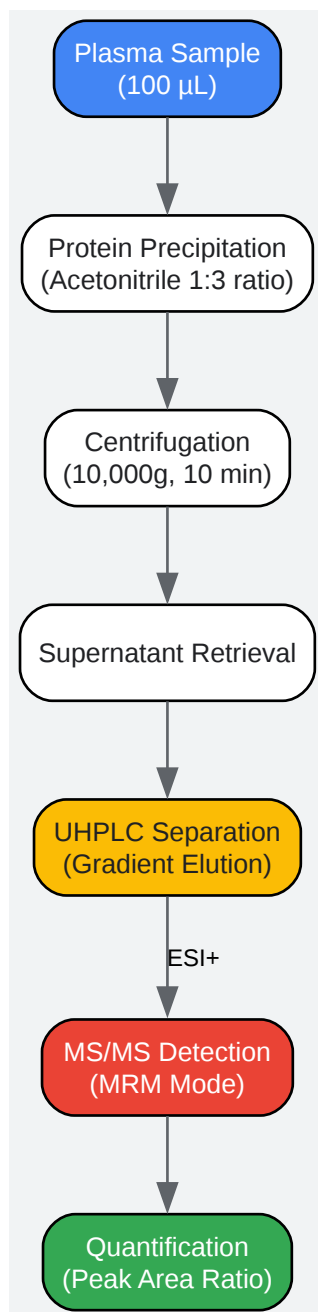 Plasma Sample
(100 µL)
Protein Precipitation
(Acetonitrile 1:3 ratio)
Centrifugation
(10,000g, 10 min)
Supernatant Retrieval
UHPLC Separation
(Gradient Elution)
ESI+
MS/MS Detection
(MRM Mode)
Quantification
(Peak Area Ratio)